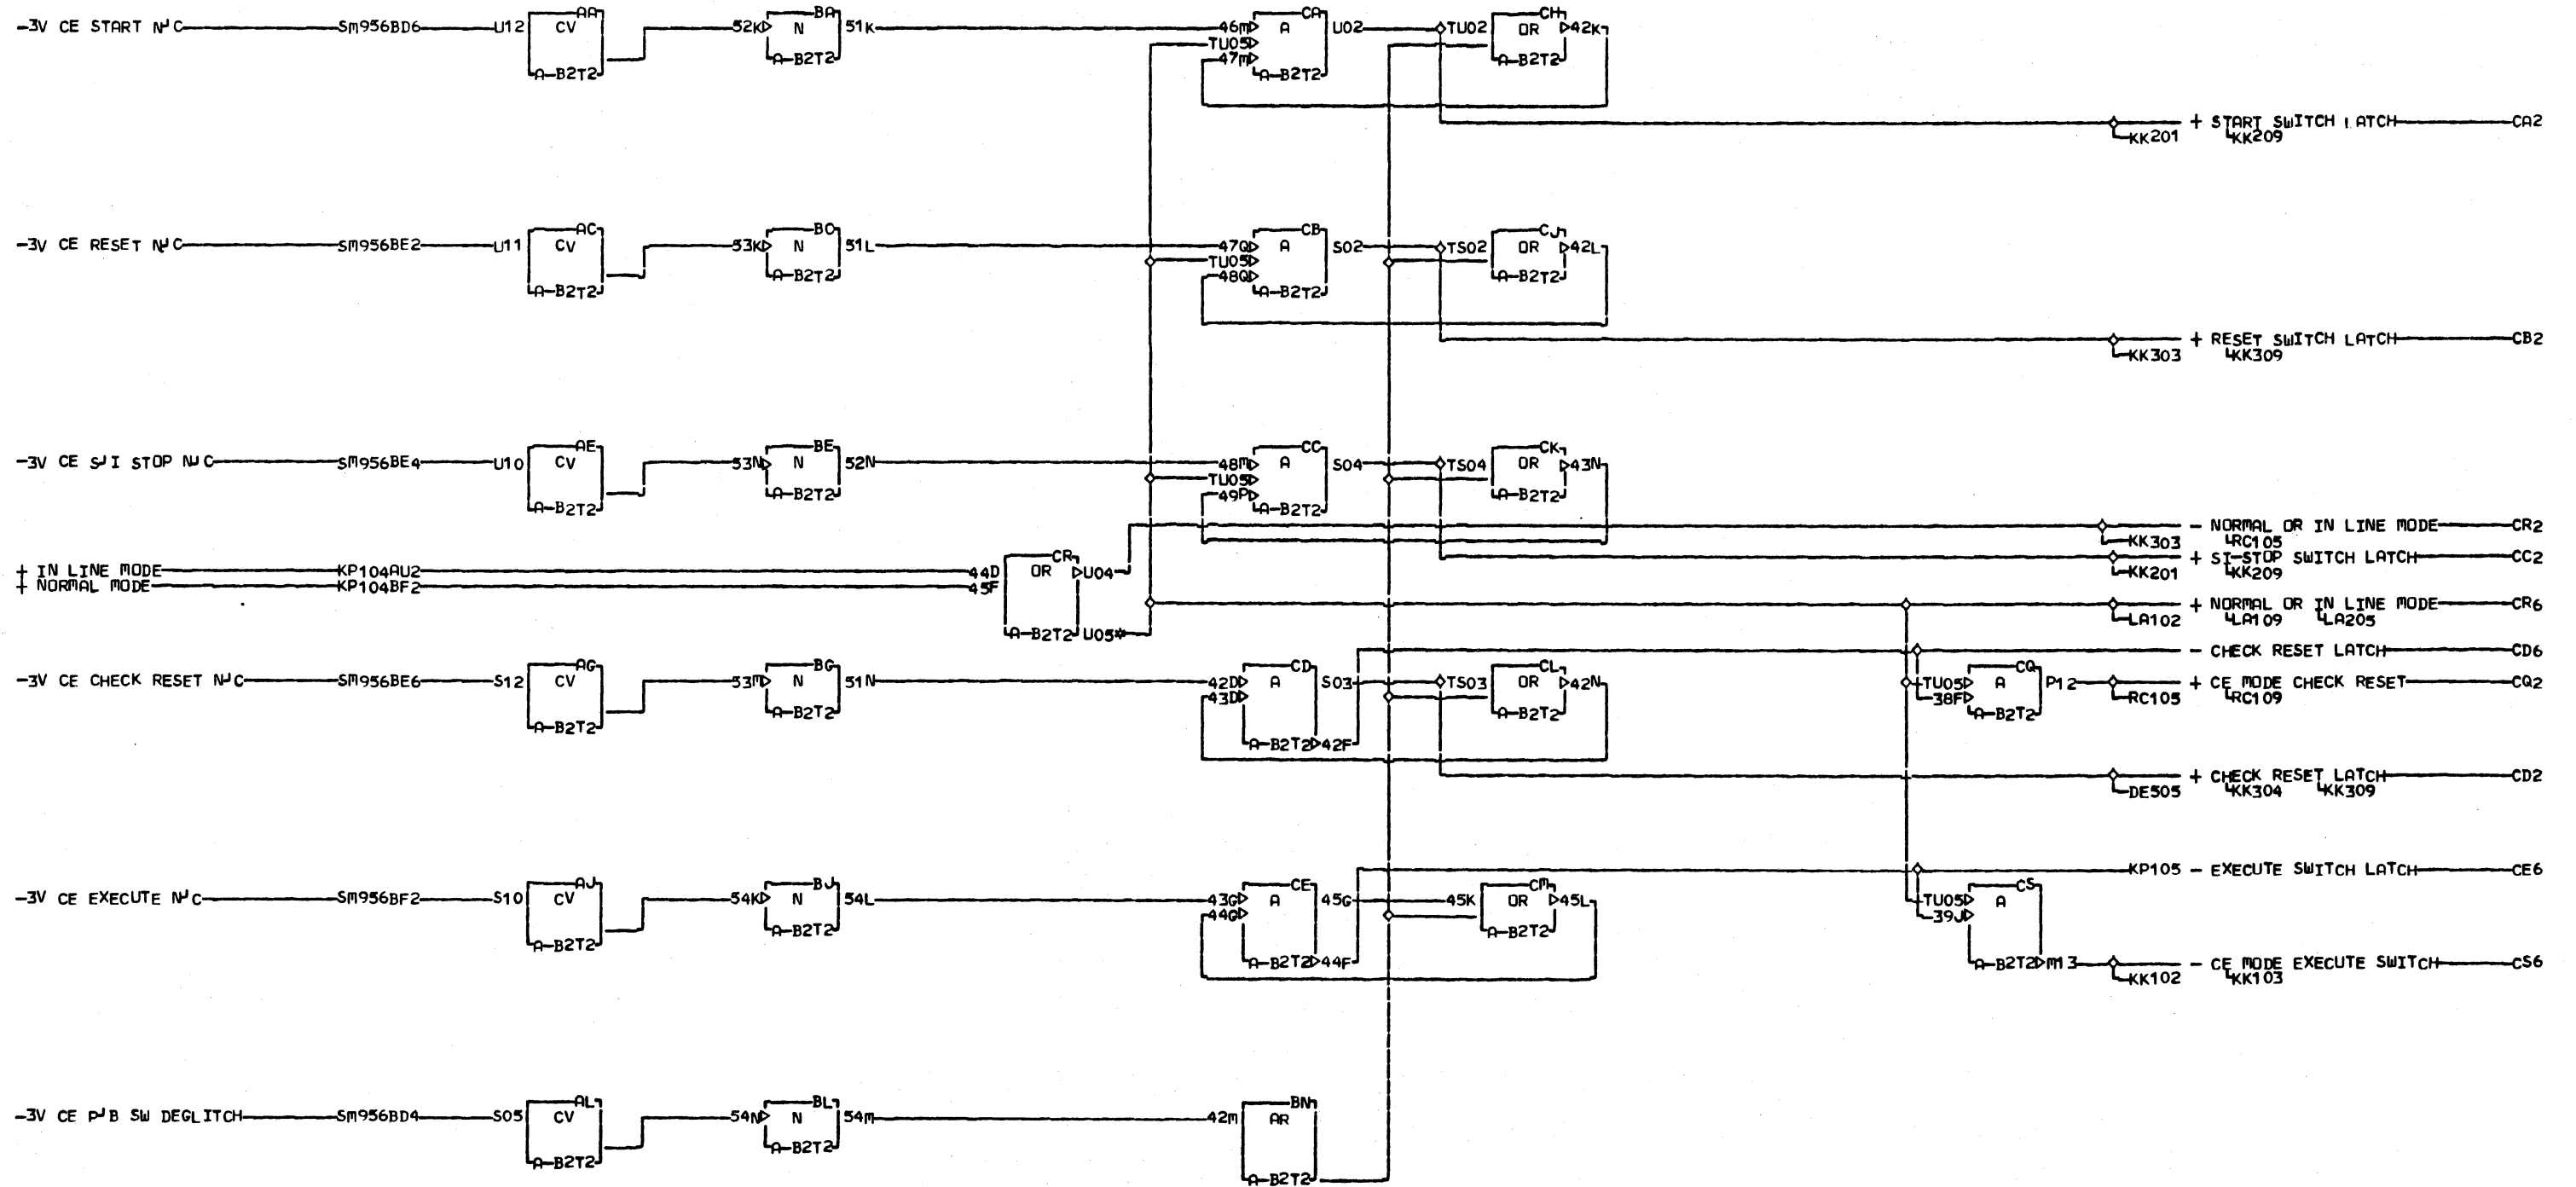 AA BA CA CH
-3V CE START N/C SM956BD6 U12 CV 52K N 51K 46M A U02 TU02 OR 42K
TU05
A-B2T2 A-B2T2 47M A-B2T2 A-B2T2
+ START SWITCH LATCH CA2
KK201 KK209
AC CB CJ
-3V CE RESET N/C SM956BE2 U11 CV 53K N 51L 47Q A S02 TS02 OR 42L
TU05
A-B2T2 A-B2T2 48Q A-B2T2 A-B2T2
+ RESET SWITCH LATCH CB2
KK303 KK309
AE BE CC CK
-3V CE S/I STOP N/C SM956BE4 U10 CV 53N N 52N 48M A S04 TS04 OR 43N
TU05
A-B2T2 A-B2T2 49P A-B2T2 A-B2T2
- NORMAL OR IN LINE MODE CR2
KK303 RC105
CR
+ SI-STOP SWITCH LATCH CC2
+ IN LINE MODE KP104AU2 44D OR U04 KK201 KK209
+ NORMAL MODE KP104BF2 45F
+ NORMAL OR IN LINE MODE CR6
LA102 LA109 LA205
A-B2T2 U05*
- CHECK RESET LATCH CD6
AG BG CD CL CQ
-3V CE CHECK RESET N/C SM956BE6 S12 CV 53M N 51N 42D A S03 TS03 OR 42N TU05 A P12 + CE MODE CHECK RESET CQ2
43D 38F RC105 RC109
A-B2T2 A-B2T2 A-B2T2 42F A-B2T2 A-B2T2
+ CHECK RESET LATCH CD2
DE505 KK304 KK309
KP105 - EXECUTE SWITCH LATCH CE6
AJ BJ CE CM CS
-3V CE EXECUTE N/C SM956BF2 S10 CV 54K N 54L 43G A 45G 45K OR 45L TU05 A
44G 39J
A-B2T2 A-B2T2 A-B2T2 44F A-B2T2 A-B2T2 M13 - CE MODE EXECUTE SWITCH CS6
KK102 KK103
AL BL BN
-3V CE P/B SW DEGLITCH SM956BD4 S05 CV 54N N 54M 42M AR
A-B2T2 A-B2T2 A-B2T2